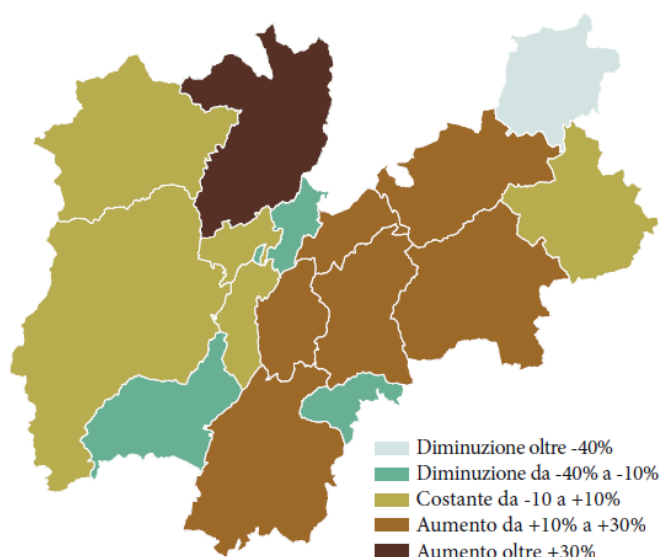 Diminuzione oltre -40%
Diminuzione da -40% a -10%
Costante da -10 a +10%
Aumento da +10% a +30%
Aumento oltre +30%